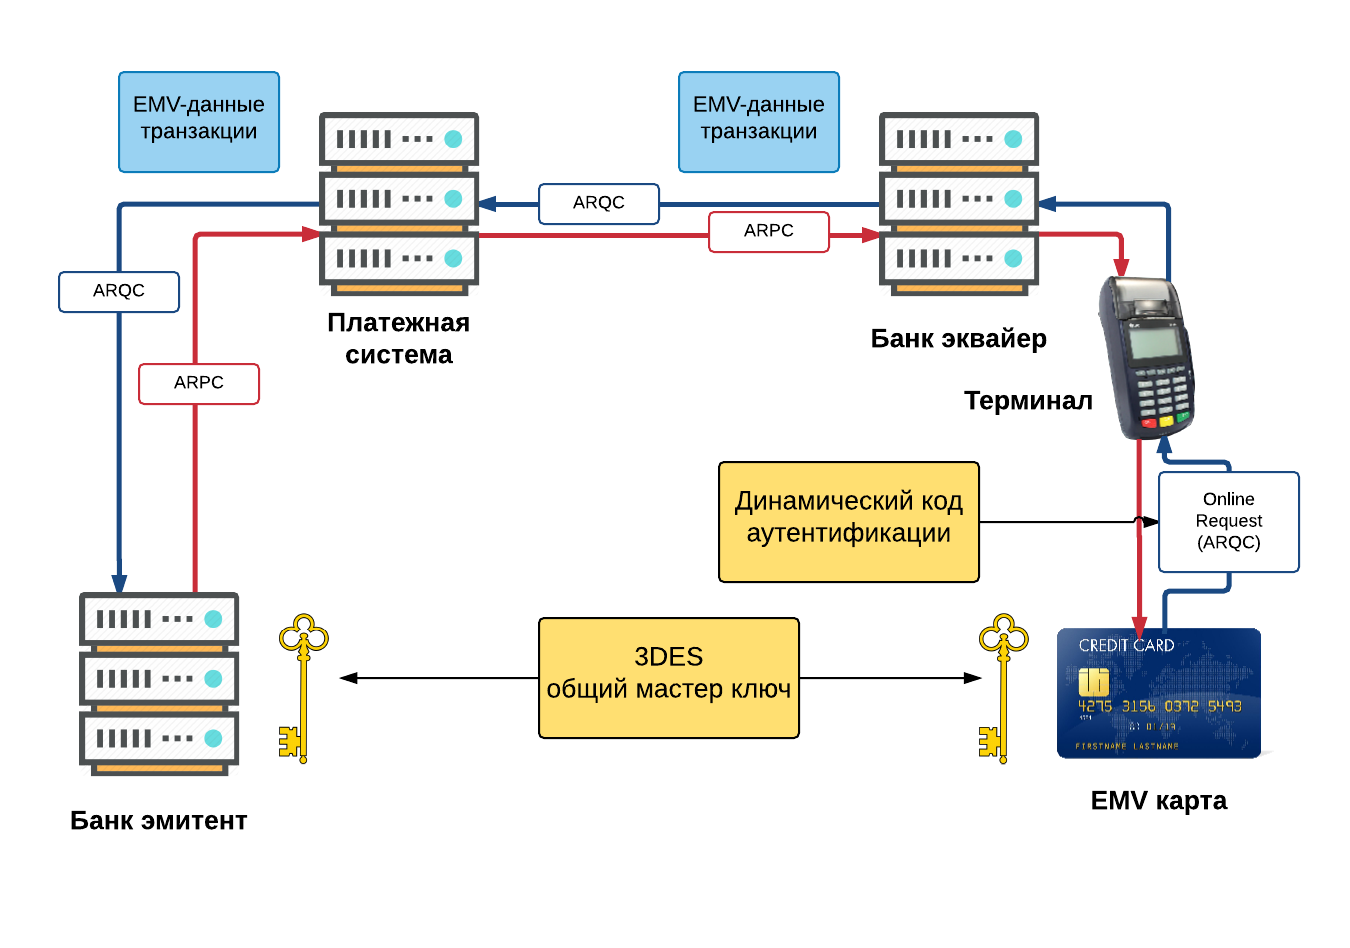 EMV-данные
транзакции
EMV-данные
транзакции
ARQC
ARPC
ARQC
ARPC
Платежная
система
Банк эквайер
Терминал
Динамический код
аутентификации
Online
Request
(ARQC)
3DES
общий мастер ключ
CREDIT CARD
4275 3156 0372 5493
01/19
FIRSTNAME LASTNAME
Банк эмитент
EMV карта